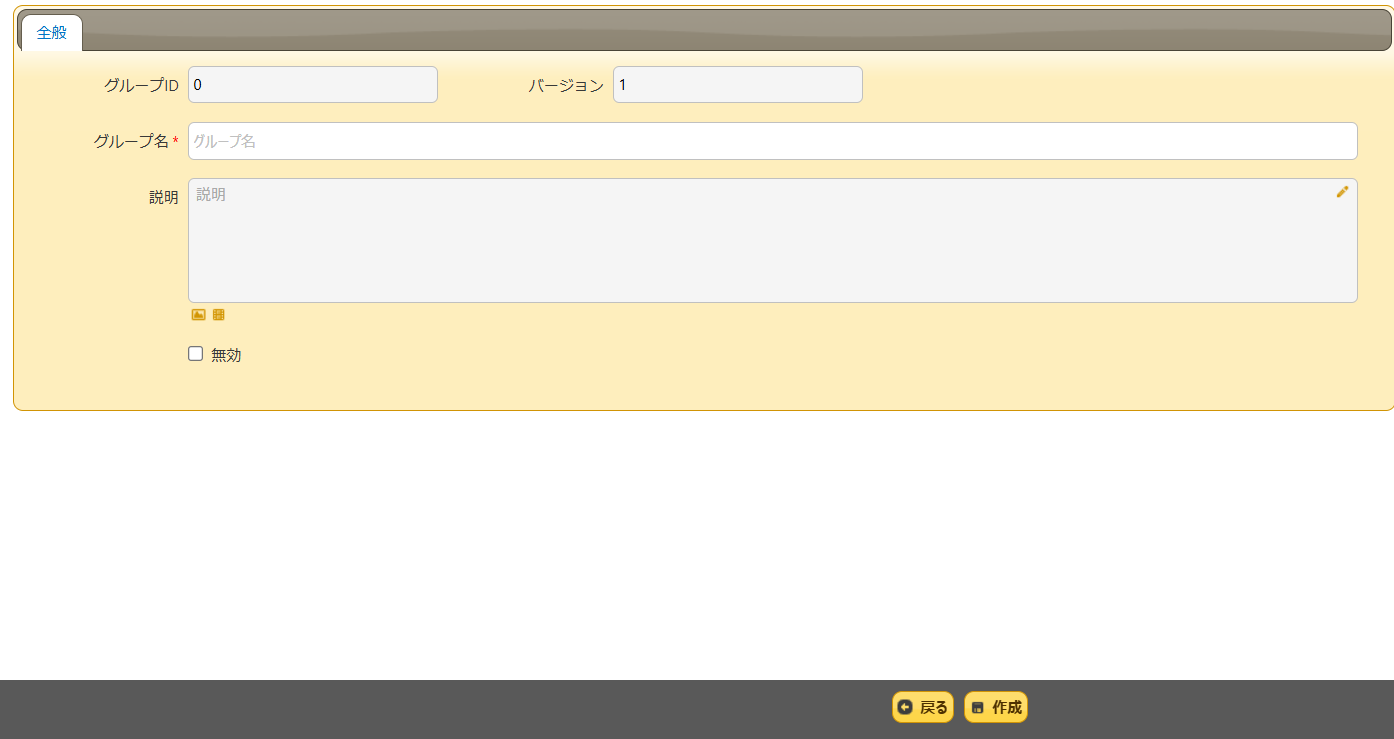 全般
グループID 0 バージョン 1
グループ名 * グループ名
説明 説明
無効
戻る 作成